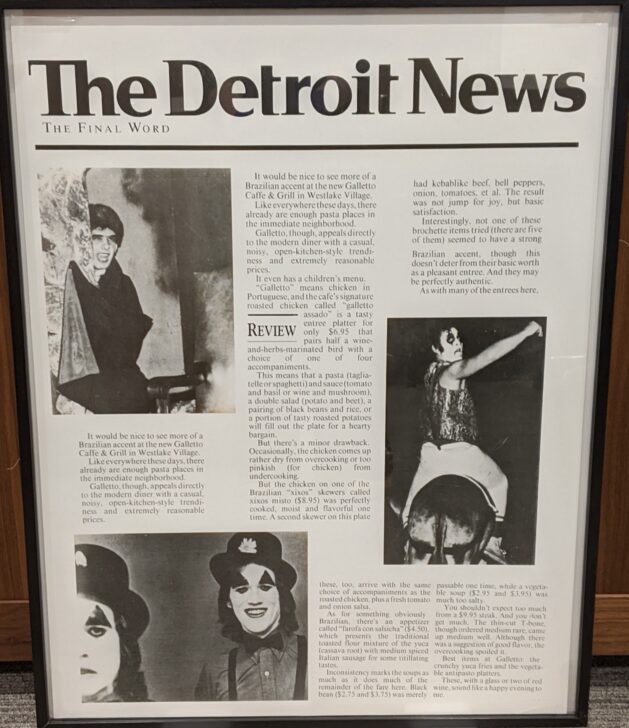 The Detroit News
THE FINAL WORD
It would be nice to see more of a
Brazilian accent at the new Galletto
Caffe & Grill in Westlake Village.
Like everywhere these days, there
already are enough pasta places in
the immediate neighborhood.
Galletto, though, appeals directly
to the modern diner with a casual,
noisy, open-kitchen-style trendi-
ness and extremely reasonable
prices.
It even has a children's menu.
"Galletto" means chicken in
Portuguese, and the cafe's signature
roasted chicken called "galletto
assado" is a tasty
entree platter for
only $6.95 that
pairs half a wine-
REVIEW
and-herbs-marinated bird with a
choice of one of four
accompaniments.
This means that a pasta (taglia-
telle or spaghetti) and sauce (tomato
and basil or wine and mushroom),
a double salad (potato and beet), a
pairing of black beans and rice, or
a portion of tasty roasted potatoes
will fill out the plate for a hearty
bargain.
But there's a minor drawback.
Occasionally, the chicken comes up
rather dry from overcooking or too
pinkish (for chicken) from
undercooking.
But the chicken on one of the
Brazilian "xixos" skewers called
xixos misto ($8.95) was perfectly
cooked, moist and flavorful one
time. A second skewer on this plate
had kebablike beef, bell peppers,
onion, tomatoes, et al. The result
was not jump for joy, but basic
satisfaction.
Interestingly, not one of these
brochette items tried (there are five
of them) seemed to have a strong
Brazilian accent, though this
doesn't deter from their basic worth
as a pleasant entree. And they may
be perfectly authentic.
As with many of the entrees here,
It would be nice to see more of a
Brazilian accent at the new Galletto
Caffe & Grill in Westlake Village.
Like everywhere these days, there
already are enough pasta places in
the immediate neighborhood.
Galletto, though, appeals directly
to the modern diner with a casual,
noisy, open-kitchen-style trendi-
ness and extremely reasonable
prices.
these, too, arrive with the same
choice of accompaniments as the
roasted chicken, plus a fresh tomato
and onion salsa.
As for something obviously
Brazilian, there's an appetizer
called "farofa con salsicha" ($4.50),
which presents the traditional
roasted flour mixture of the yuca
(cassava root) with medium spiced
Italian sausage for some titillating
tastes.
Inconsistency marks the soups as
much as it does much of the
remainder of the fare here. Black
bean ($2.75 and $3.75) was merely
passable one time, while a vegeta-
ble soup ($2.95 and $3.95) was
much too salty.
You shouldn't expect too much
from a $9.95 steak. And you don't
get much. The thin-cut T-bone,
though ordered medium rare, came
up medium well. Although there
was a suggestion of good flavor, the
overcooking spoiled it.
Best items at Galletto: the
crunchy yuca fries and the vegeta-
ble antipasto platters.
These, with a glass or two of red
wine, sound like a happy evening to
me.